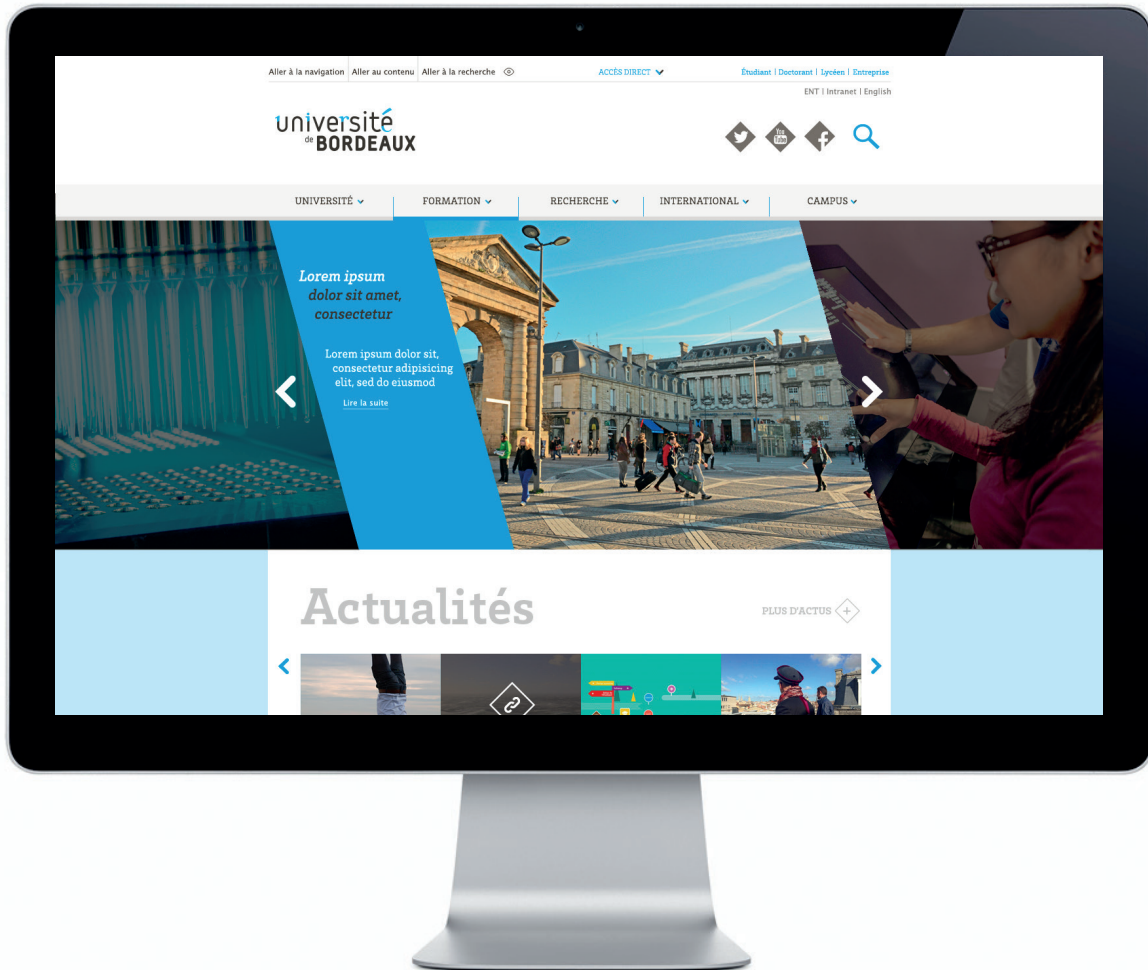 Aller à la navigation Aller au contenu Aller à la recherche ACCÈS DIRECT Étudiant | Doctorant | Lycéen | Entreprise
ENT | Intranet | English
université
de BORDEAUX
You Tube
UNIVERSITÉ FORMATION RECHERCHE INTERNATIONAL CAMPUS
Lorem ipsum
dolor sit amet,
consectetur
Lorem ipsum dolor sit,
consectetur adipisicing
elit, sed do eiusmod
Lire la suite
Actualités
PLUS D'ACTUS